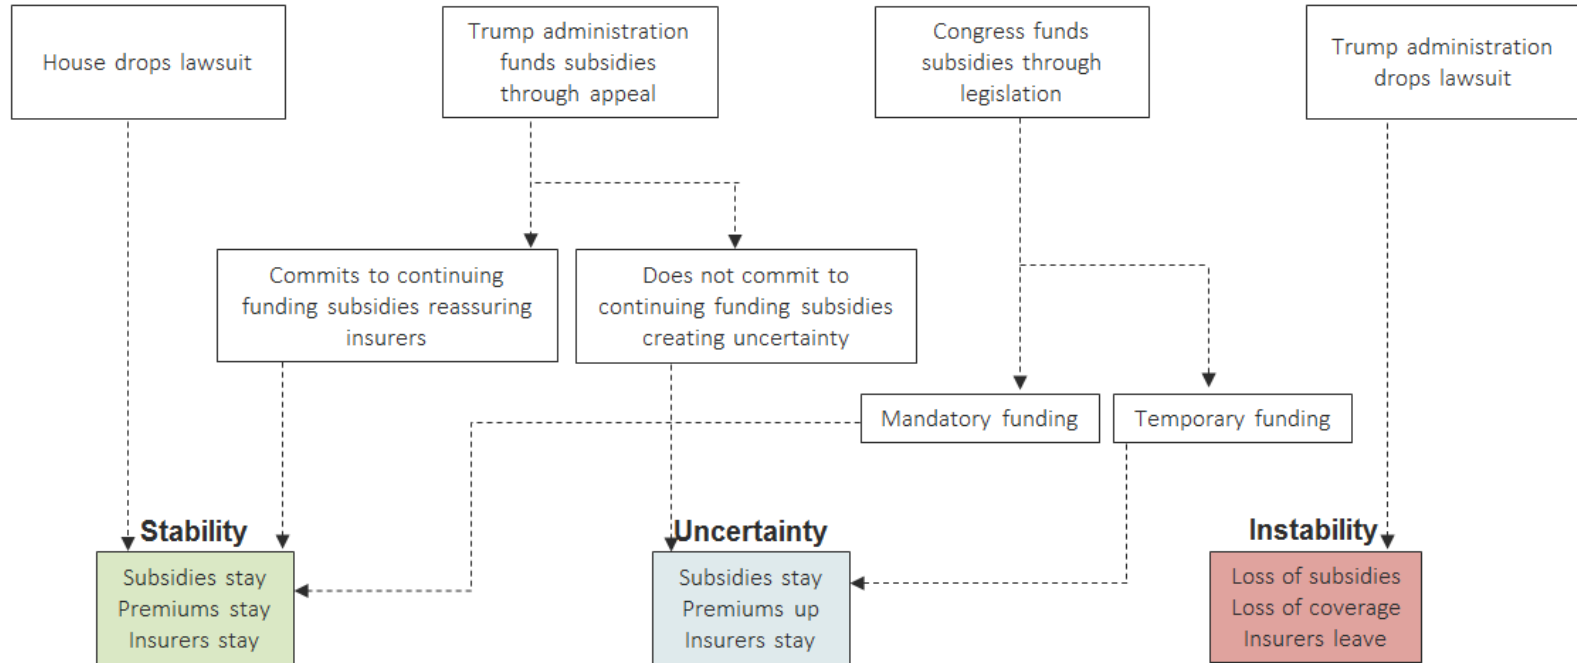 House drops lawsuit
Trump administration
funds subsidies
through appeal
Congress funds
subsidies through
legislation
Trump administration
drops lawsuit
Commits to continuing
funding subsidies reassuring
insurers
Does not commit to
continuing funding subsidies
creating uncertainty
Mandatory funding
Temporary funding
Stability
Subsidies stay
Premiums stay
Insurers stay
Uncertainty
Subsidies stay
Premiums up
Insurers stay
Instability
Loss of subsidies
Loss of coverage
Insurers leave